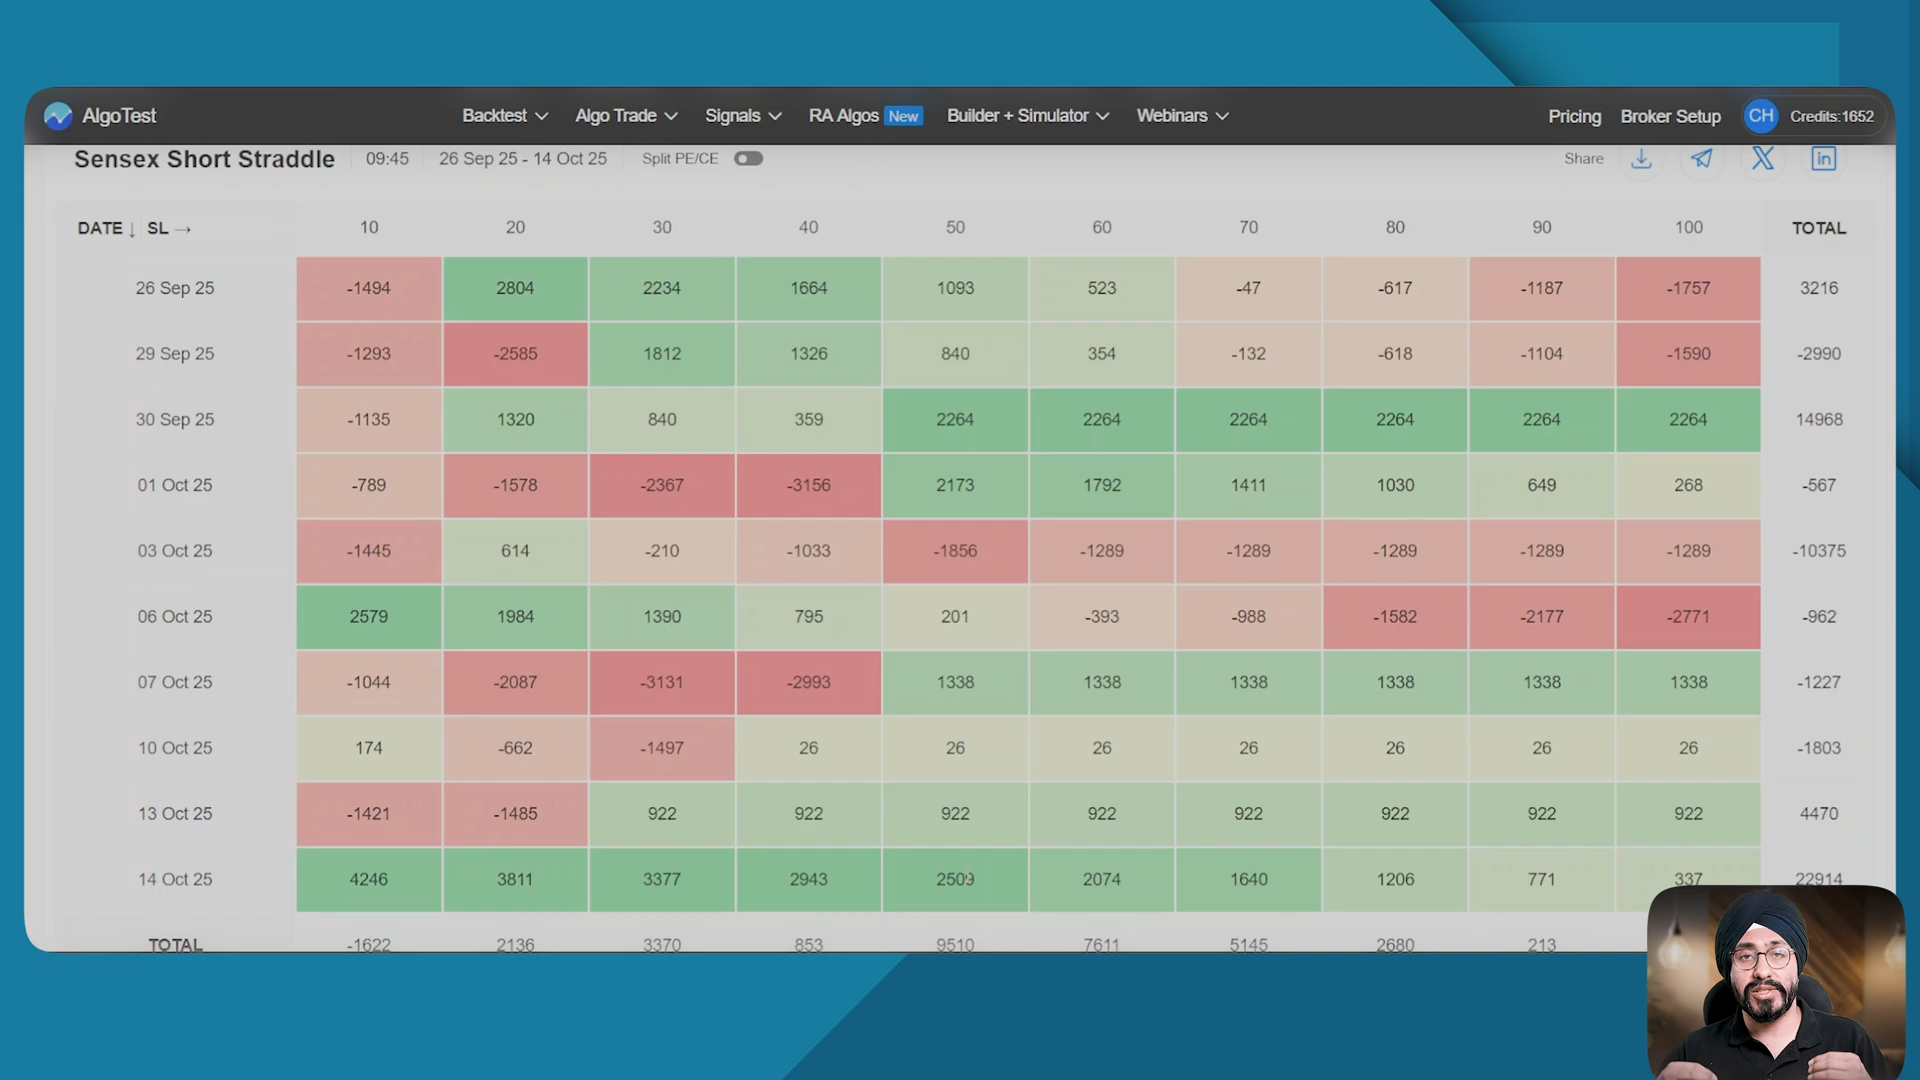 AlgoTest Backtest Algo Trade Signals RA Algos New Builder + Simulator Webinars Pricing Broker Setup CH Credits:1652
Sensex Short Straddle 09:45 26 Sep 25 - 14 Oct 25 Split PE/CE Share
DATE ↓ SL → 10 20 30 40 50 60 70 80 90 100 TOTAL
26 Sep 25 -1494 2804 2234 1664 1093 523 -47 -617 -1187 -1757 3216
29 Sep 25 -1293 -2585 1812 1326 840 354 -132 -618 -1104 -1590 -2990
30 Sep 25 -1135 1320 840 359 2264 2264 2264 2264 2264 2264 14968
01 Oct 25 -789 -1578 -2367 -3156 2173 1792 1411 1030 649 268 -567
03 Oct 25 -1445 614 -210 -1033 -1856 -1289 -1289 -1289 -1289 -1289 -10375
06 Oct 25 2579 1984 1390 795 201 -393 -988 -1582 -2177 -2771 -962
07 Oct 25 -1044 -2087 -3131 -2993 1338 1338 1338 1338 1338 1338 -1227
10 Oct 25 174 -662 -1497 26 26 26 26 26 26 26 -1803
13 Oct 25 -1421 -1485 922 922 922 922 922 922 922 922 4470
14 Oct 25 4246 3811 3377 2943 2509 2074 1640 1206 771 337 22914
TOTAL -1622 2136 3370 853 9510 7611 5145 2680 213